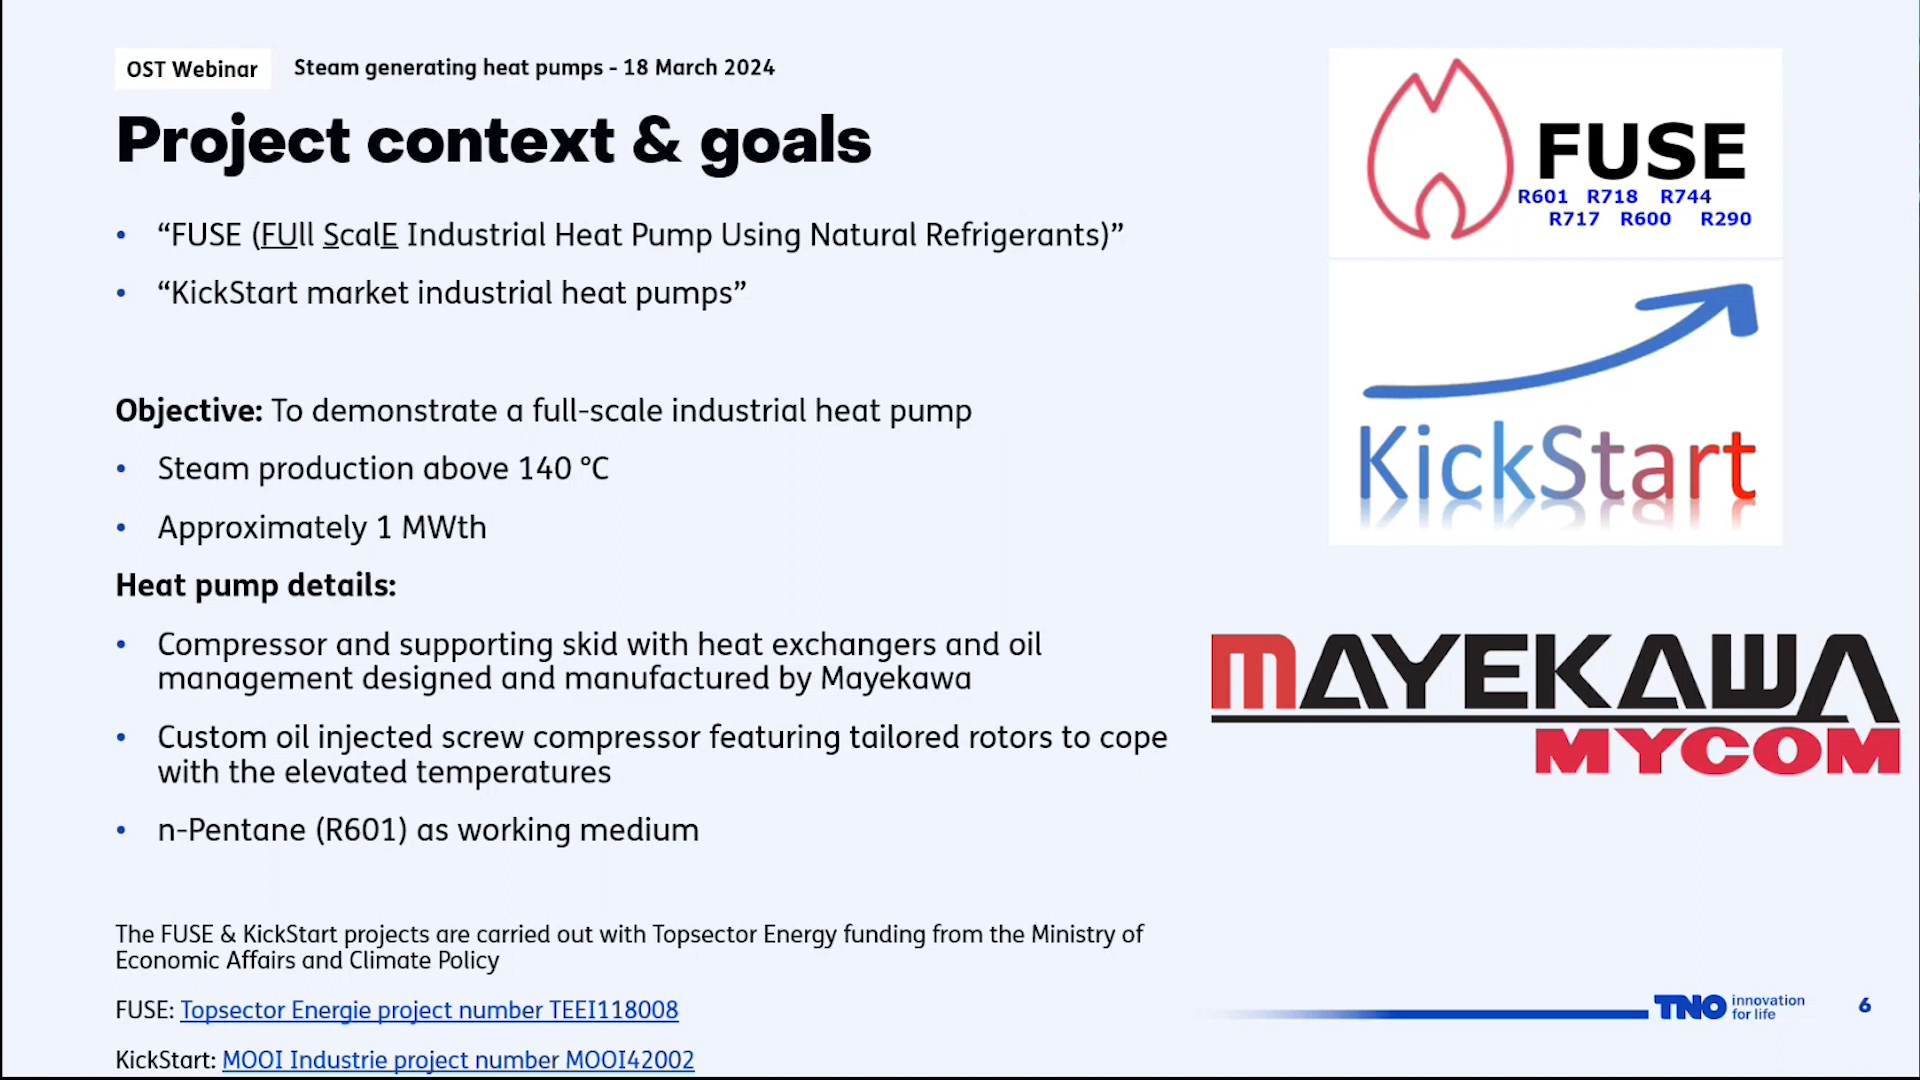 OST Webinar
Steam generating heat pumps - 18 March 2024
Project context & goals
• “FUSE (FUll ScalE Industrial Heat Pump Using Natural Refrigerants)”
• “KickStart market industrial heat pumps”
Objective: To demonstrate a full-scale industrial heat pump
• Steam production above 140 °C
• Approximately 1 MWth
Heat pump details:
• Compressor and supporting skid with heat exchangers and oil
management designed and manufactured by Mayekawa
• Custom oil injected screw compressor featuring tailored rotors to cope
with the elevated temperatures
• n-Pentane (R601) as working medium
The FUSE & KickStart projects are carried out with Topsector Energy funding from the Ministry of
Economic Affairs and Climate Policy
FUSE: Topsector Energie project number TEEI118008
KickStart: MOOI Industrie project number MOOI42002
FUSE
R601 R718 R744
R717 R600 R290
KickStart
MAYEKAWA
MYCOM
TNO innovation
for life
6